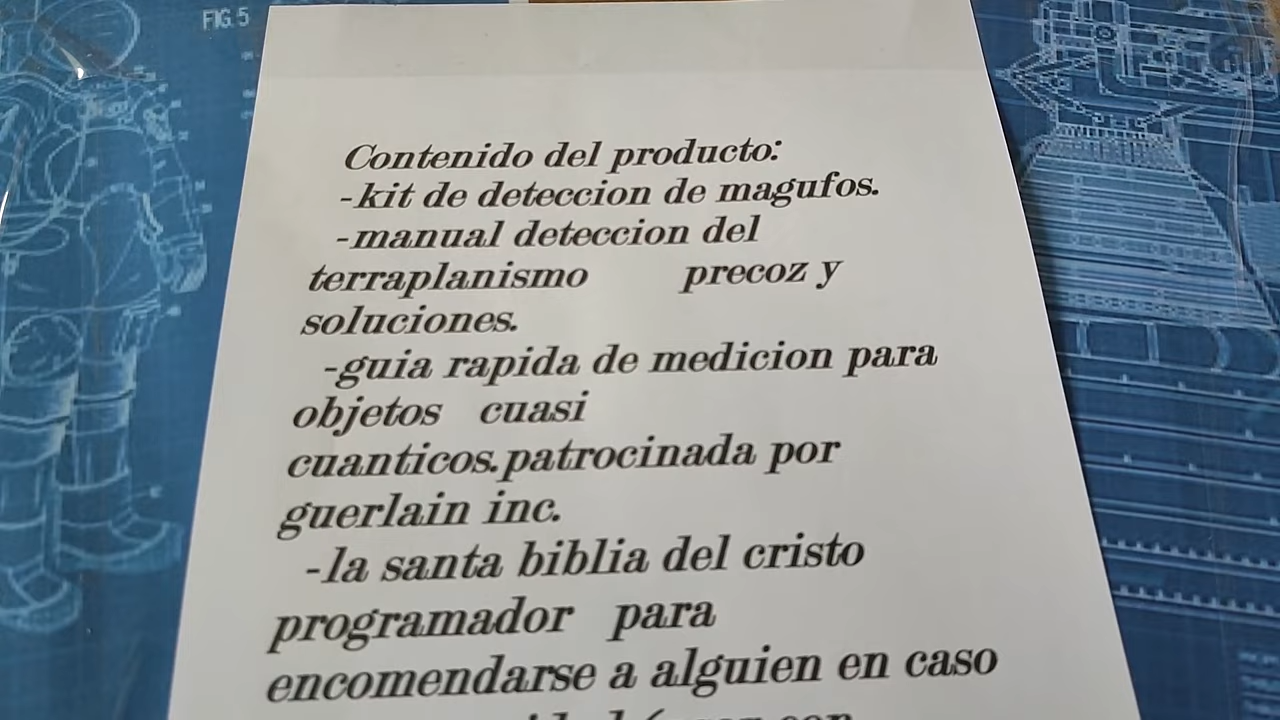 FIG. 5
Contenido del producto:
-kit de deteccion de magufos.
-manual deteccion del
terraplanismo precoz y
soluciones.
-guia rapida de medicion para
objetos cuasi
cuanticos.patrocinada por
guerlain inc.
-la santa biblia del cristo
programador para
encomendarse a alguien en caso